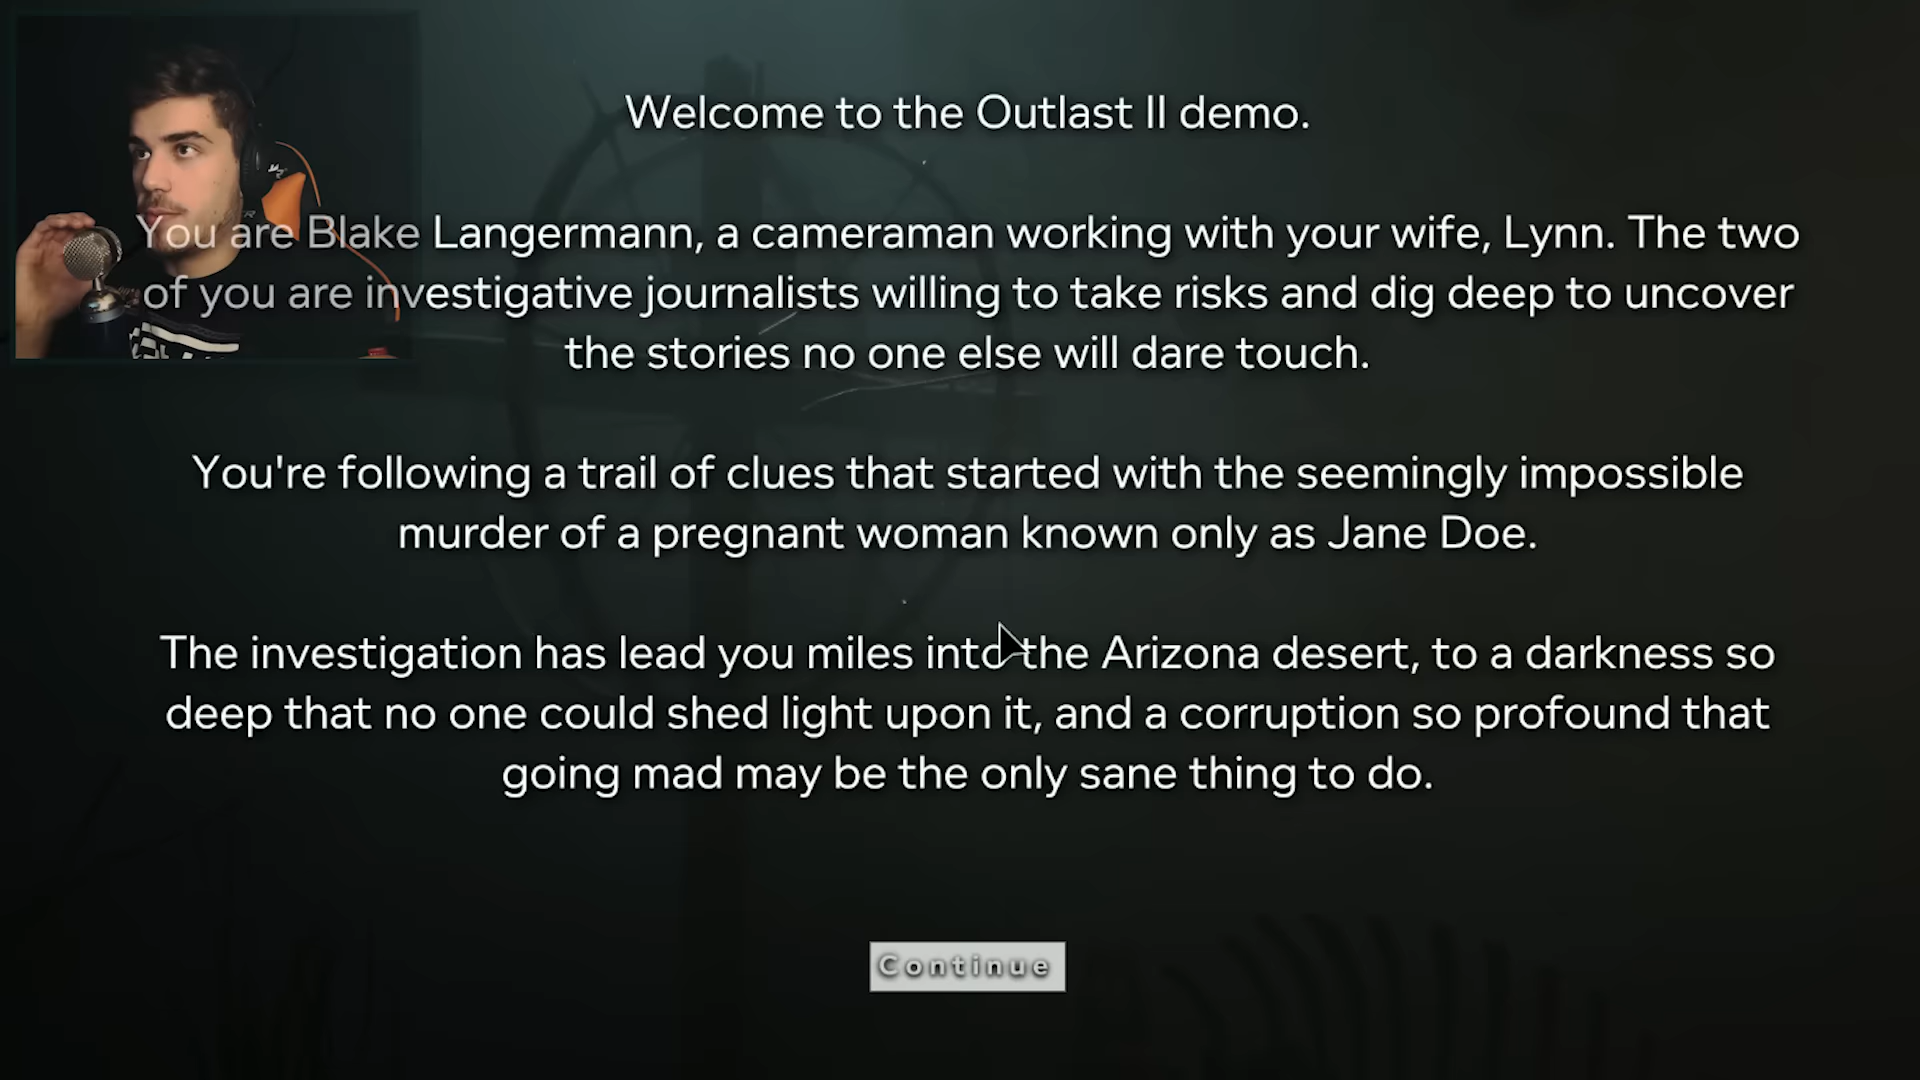 Welcome to the Outlast II demo.
You are Blake Langermann, a cameraman working with your wife, Lynn. The two
of you are investigative journalists willing to take risks and dig deep to uncover
the stories no one else will dare touch.
You're following a trail of clues that started with the seemingly impossible
murder of a pregnant woman known only as Jane Doe.
The investigation has lead you miles into the Arizona desert, to a darkness so
deep that no one could shed light upon it, and a corruption so profound that
going mad may be the only sane thing to do.
Continue